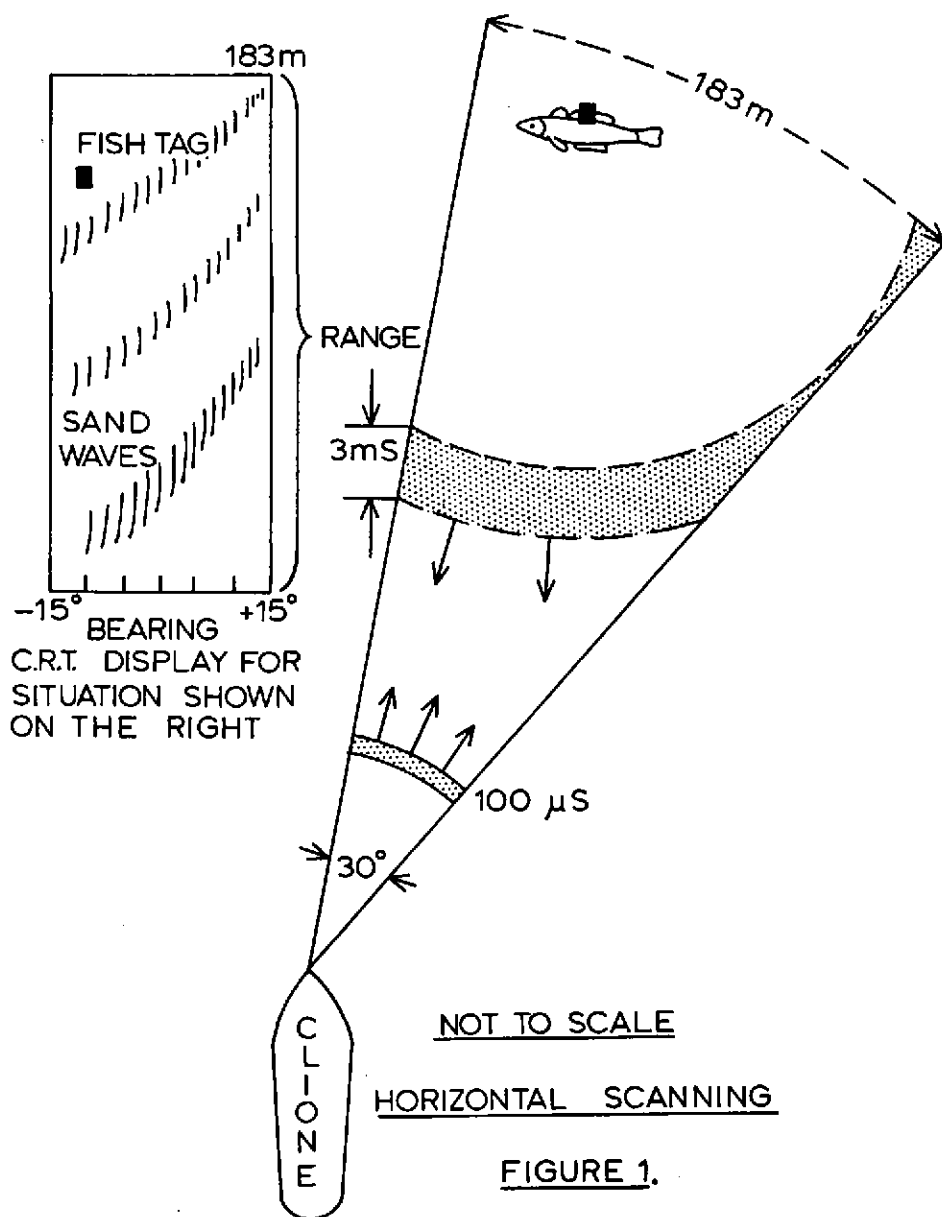 183m
FISH TAG
SAND
WAVES
RANGE
-15° +15°
BEARING
C.R.T. DISPLAY FOR
SITUATION SHOWN
ON THE RIGHT
183m
3mS
100 μS
30°
CLIONE
NOT TO SCALE
HORIZONTAL SCANNING
FIGURE 1.